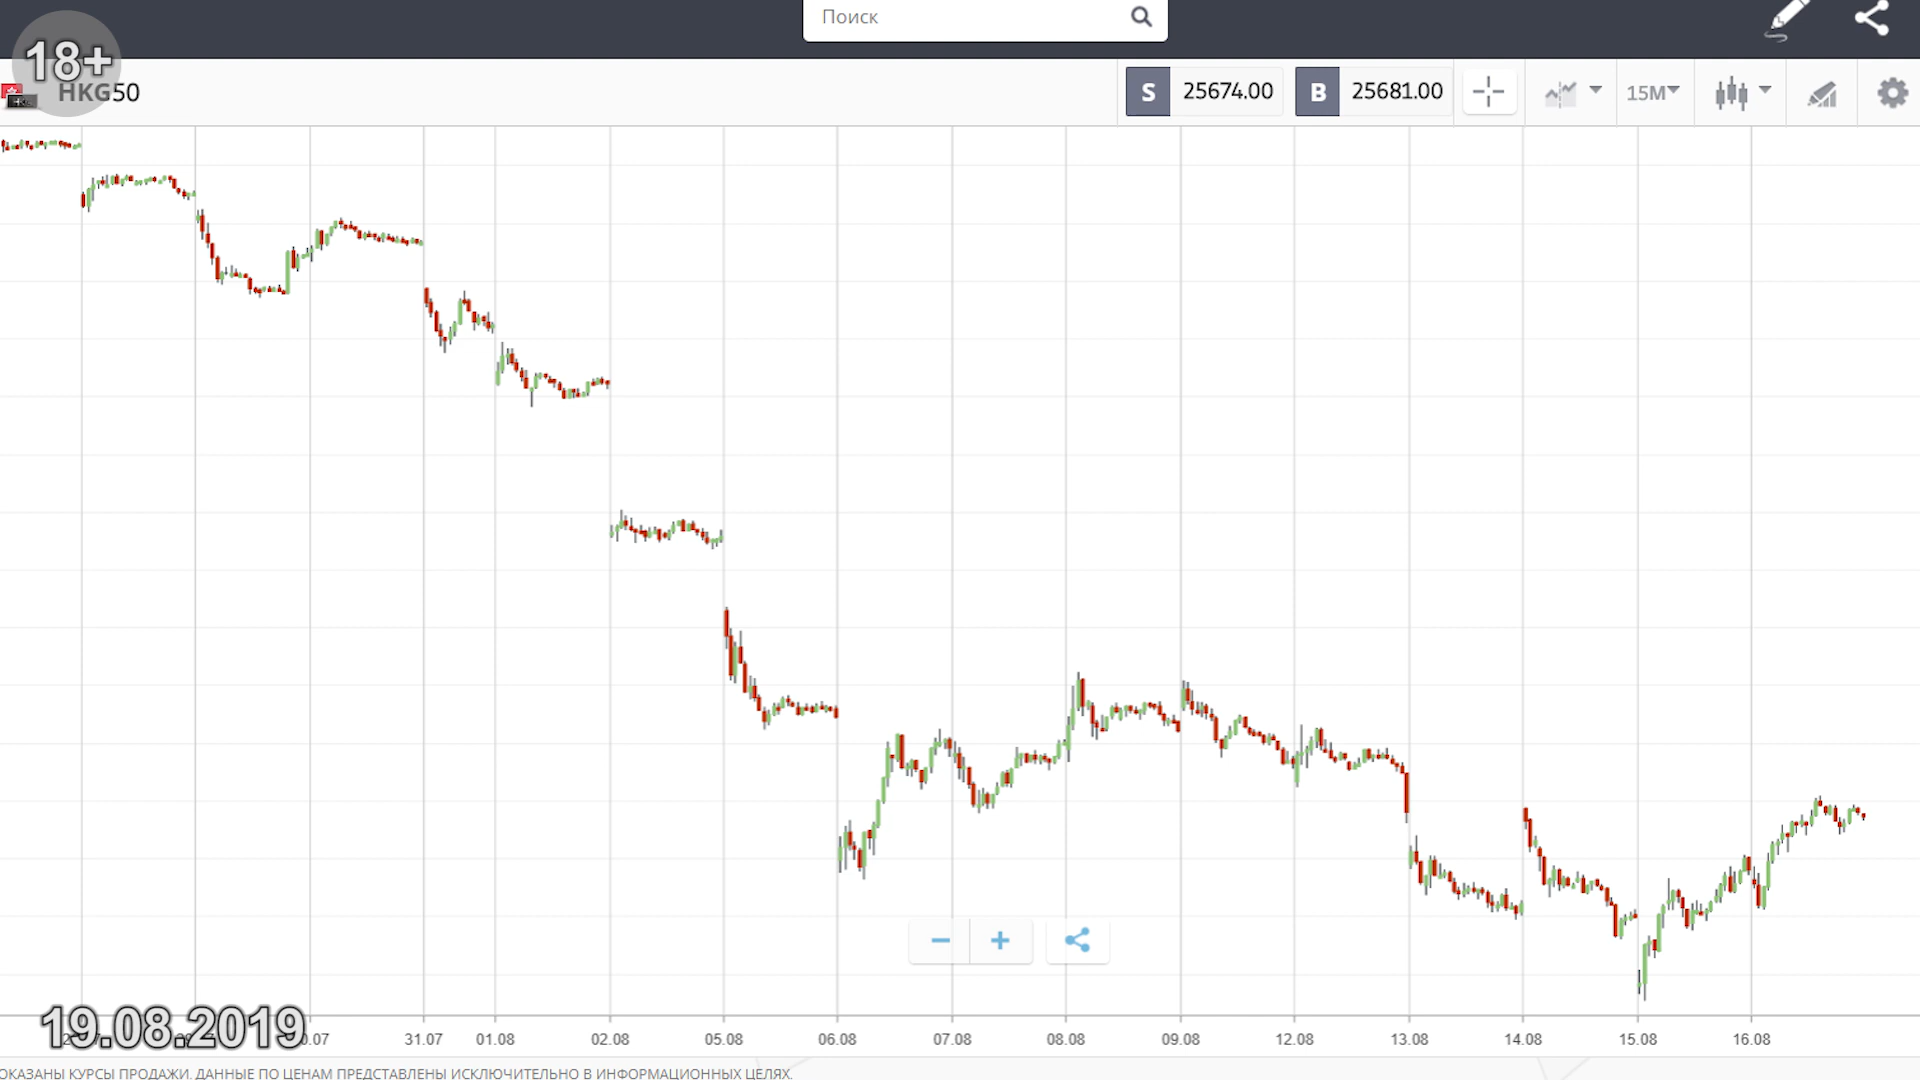 Поиск
18+
HKG50
S 25674.00 B 25681.00 15M
19.08.2019
31.07 01.08 02.08 05.08 06.08 07.08 08.08 09.08 12.08 13.08 14.08 15.08 16.08
ОКАЗАНЫ КУРСЫ ПРОДАЖИ. ДАННЫЕ ПО ЦЕНАМ ПРЕДСТАВЛЕНЫ ИСКЛЮЧИТЕЛЬНО В ИНФОРМАЦИОННЫХ ЦЕЛЯХ.